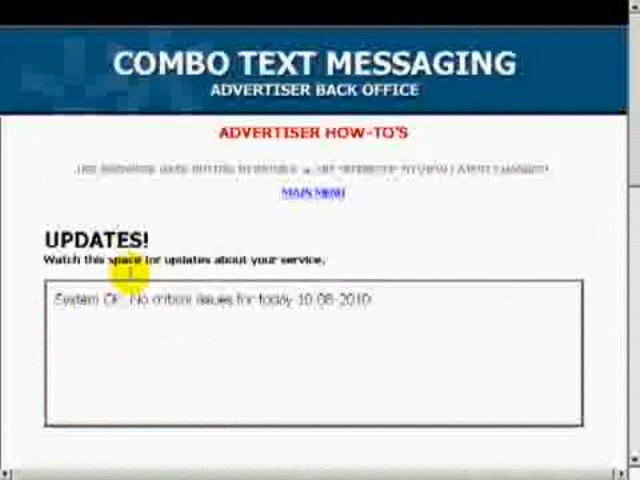 COMBO TEXT MESSAGING
ADVERTISER BACK OFFICE
ADVERTISER HOW-TO'S
MAIN MENU
UPDATES!
Watch this space for updates about your service.
System OK. No inbox issues for today 10-08-2010